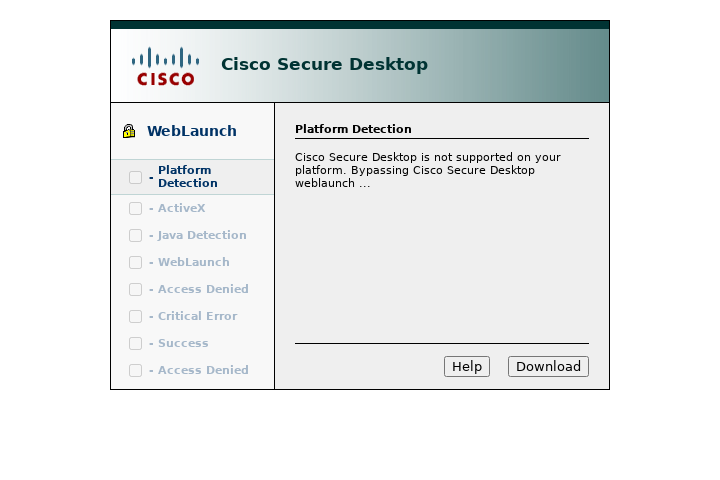 CISCO
Cisco Secure Desktop
WebLaunch
- Platform
Detection
- ActiveX
- Java Detection
- WebLaunch
- Access Denied
- Critical Error
- Success
- Access Denied
Platform Detection
Cisco Secure Desktop is not supported on your
platform. Bypassing Cisco Secure Desktop
weblaunch ...
Help
Download